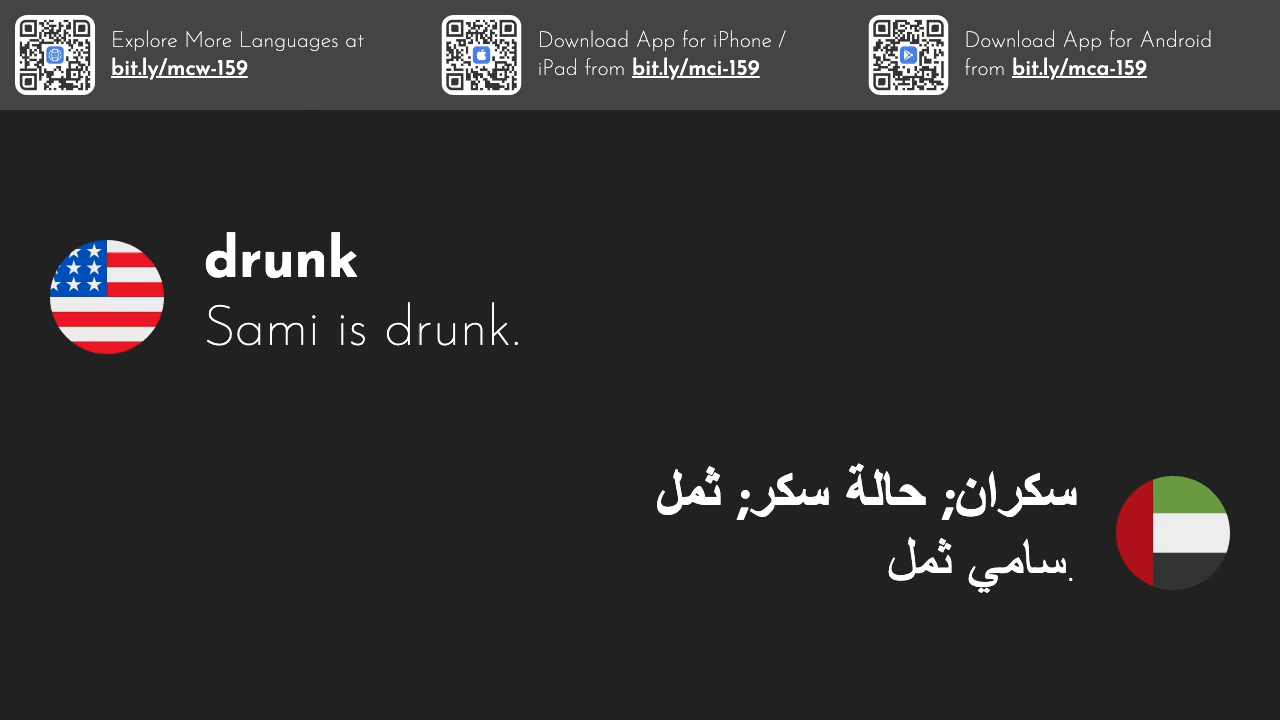 Explore More Languages at
bit.ly/mcw-159
Download App for iPhone /
iPad from bit.ly/mci-159
Download App for Android
from bit.ly/mca-159
drunk
Sami is drunk.
سكران; حالة سكر; ثمل
سامي ثمل.